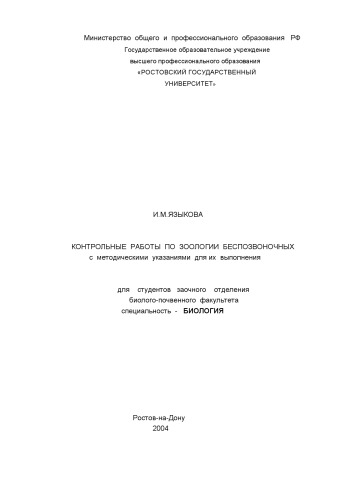 Министерство общего и профессионального образования РФ
Государственное образовательное учреждение
высшего профессионального образования
«РОСТОВСКИЙ ГОСУДАРСТВЕННЫЙ
УНИВЕРСИТЕТ»
И.М.ЯЗЫКОВА
КОНТРОЛЬНЫЕ РАБОТЫ ПО ЗООЛОГИИ БЕСПОЗВОНОЧНЫХ
с методическими указаниями для их выполнения
для студентов заочного отделения
биолого-почвенного факультета
специальность - БИОЛОГИЯ
Ростов-на-Дону
2004